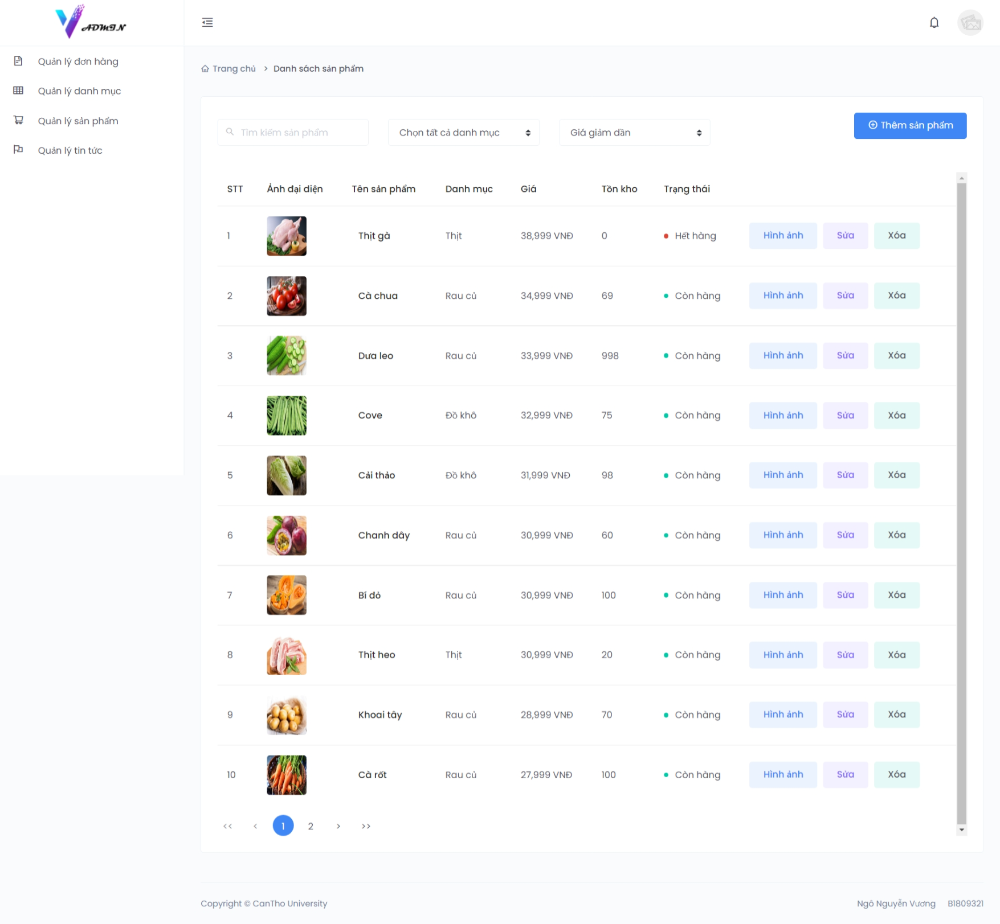 ADMIN
Quản lý đơn hàng
Quản lý danh mục
Quản lý sản phẩm
Quản lý tin tức
Trang chủ > Danh sách sản phẩm
Tìm kiếm sản phẩm
Chọn tất cả danh mục
Giá giảm dần
Thêm sản phẩm
STT Ảnh đại diện Tên sản phẩm Danh mục Giá Tồn kho Trạng thái
1 Thịt gà Thịt 38,999 VNĐ 0 Hết hàng Hình ảnh Sửa Xóa
2 Cà chua Rau củ 34,999 VNĐ 69 Còn hàng Hình ảnh Sửa Xóa
3 Dưa leo Rau củ 33,999 VNĐ 998 Còn hàng Hình ảnh Sửa Xóa
4 Cove Đồ khô 32,999 VNĐ 75 Còn hàng Hình ảnh Sửa Xóa
5 Cải thảo Đồ khô 31,999 VNĐ 98 Còn hàng Hình ảnh Sửa Xóa
6 Chanh dây Rau củ 30,999 VNĐ 60 Còn hàng Hình ảnh Sửa Xóa
7 Bí đỏ Rau củ 30,999 VNĐ 100 Còn hàng Hình ảnh Sửa Xóa
8 Thịt heo Thịt 30,999 VNĐ 20 Còn hàng Hình ảnh Sửa Xóa
9 Khoai tây Rau củ 28,999 VNĐ 70 Còn hàng Hình ảnh Sửa Xóa
10 Cà rốt Rau củ 27,999 VNĐ 100 Còn hàng Hình ảnh Sửa Xóa
<< < 1 2 > >>
Copyright © CanTho University
Ngô Nguyễn Vương B1809321